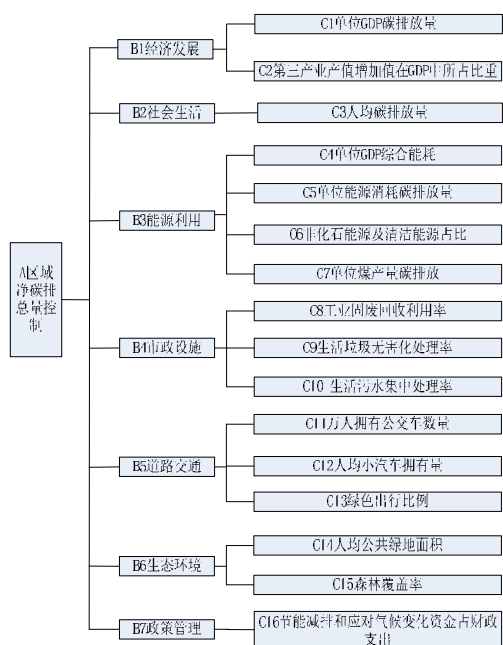 A区域
净碳排
总量控
制
B1经济发展
C1单位GDP碳排放量
C2第三产业产值增加值在GDP中所占比重
B2社会生活
C3人均碳排放量
B3能源利用
C4单位GDP综合能耗
C5单位能源消耗碳排放量
C6非化石能源及清洁能源占比
C7单位煤产量碳排放
B4市政设施
C8工业固废回收利用率
C9生活垃圾无害化处理率
C10 生活污水集中处理率
B5道路交通
C11万人拥有公交车数量
C12人均小汽车拥有量
C13绿色出行比例
B6生态环境
C14人均公共绿地面积
C15森林覆盖率
B7政策管理
C16节能减排和应对气候变化资金占财政
支出